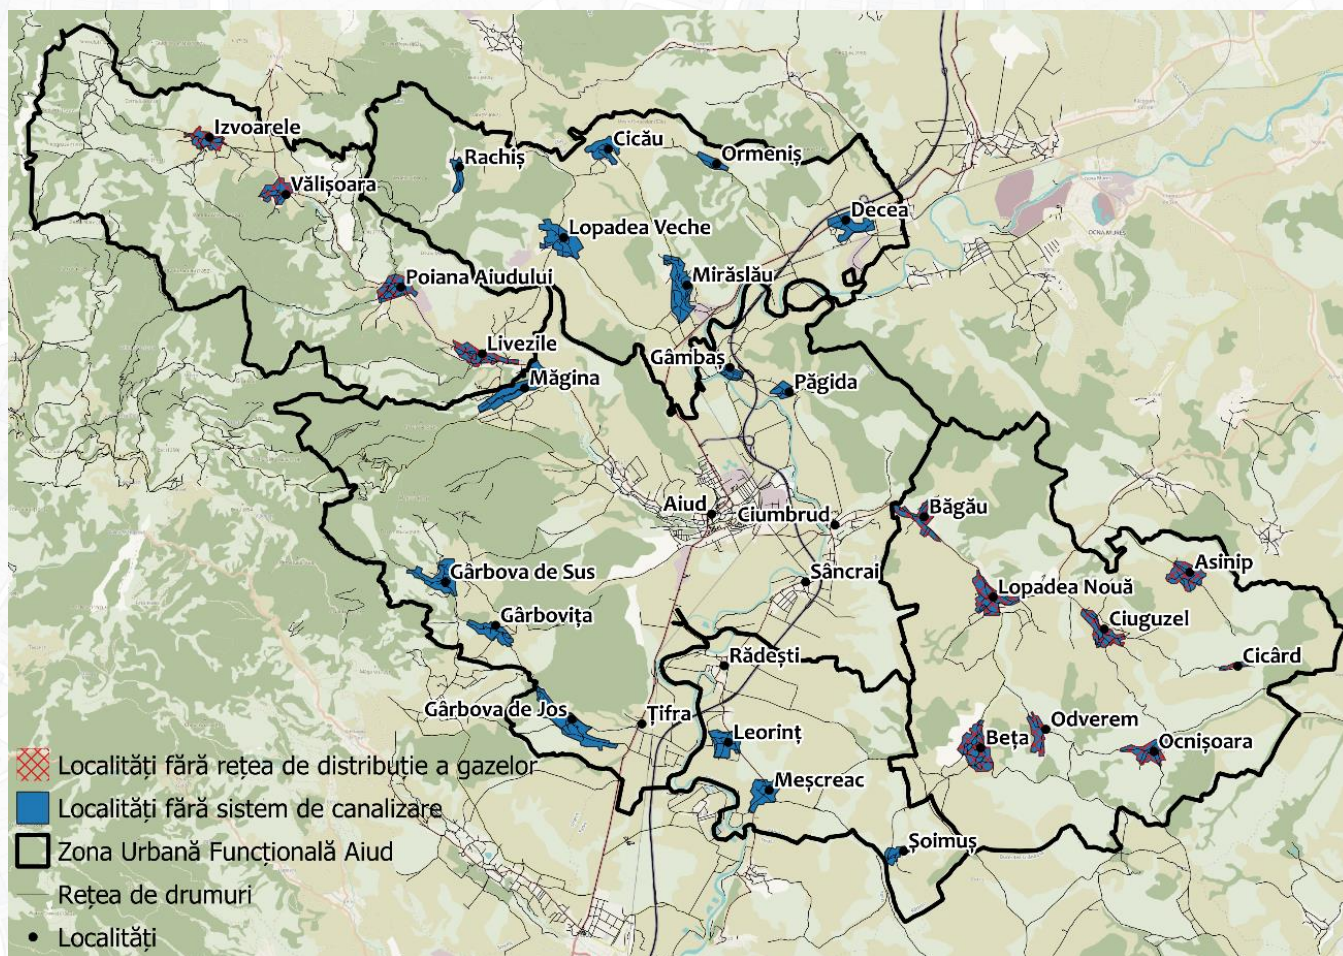 Izvoarele
Cicău
Ormeniș
Rachiș
Vălișoara
Decea
Lopadea Veche
Mirăslău
Poiana Aiudului
Livezile
Gâmbaș
Măgina
Păgida
Aiud
Ciumbrud
Băgău
Gârbova de Sus
Sâncrai
Asinip
Lopadea Nouă
Gârbovița
Ciuguzel
Rădești
Cicârd
Gârbova de Jos
Țifra
Leorinț
Odverem
Beța
Ocnișoara
Meșcreac
Șoimuș
OCNA MUREȘ
Localități fără rețea de distribuție a gazelor
Localități fără sistem de canalizare
Zona Urbană Funcțională Aiud
Rețea de drumuri
Localități